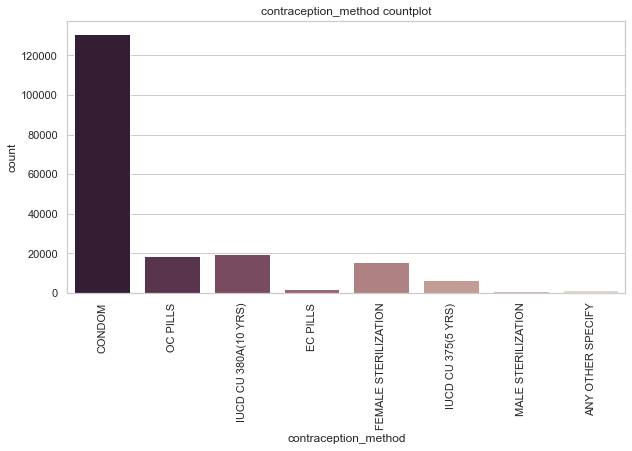 contraception_method countplot
120000
100000
80000
60000
40000
20000
0
count
CONDOM
OC PILLS
IUCD CU 380A(10 YRS)
EC PILLS
FEMALE STERILIZATION
IUCD CU 375(5 YRS)
MALE STERILIZATION
ANY OTHER SPECIFY
contraception_method